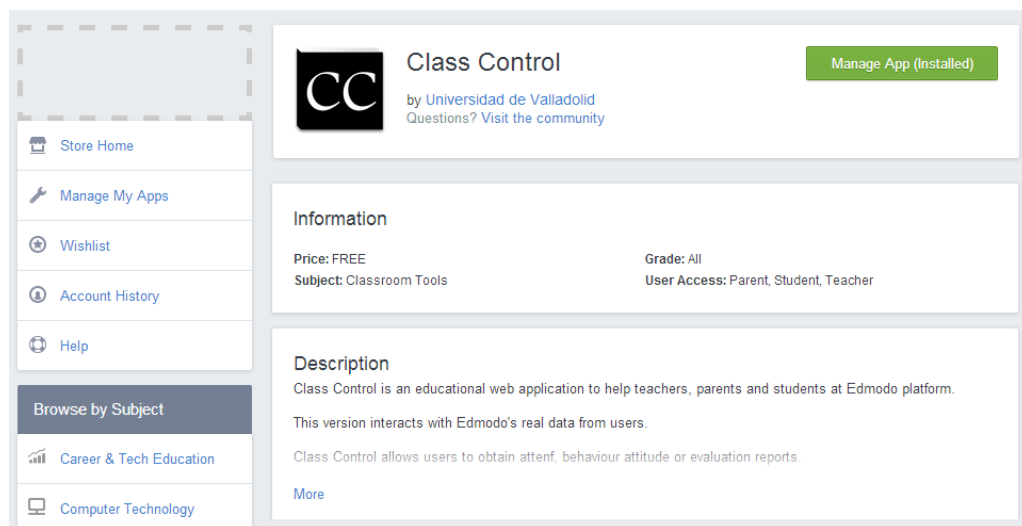 Store Home
Manage My Apps
Wishlist
Account History
Help
Browse by Subject
Career & Tech Education
Computer Technology
CC
Class Control
by Universidad de Valladolid
Questions? Visit the community
Manage App (Installed)
Information
Price: FREE
Subject: Classroom Tools
Grade: All
User Access: Parent, Student, Teacher
Description
Class Control is an educational web application to help teachers, parents and students at Edmodo platform.
This version interacts with Edmodo's real data from users.
Class Control allows users to obtain attenf, behaviour attitude or evaluation reports.
More